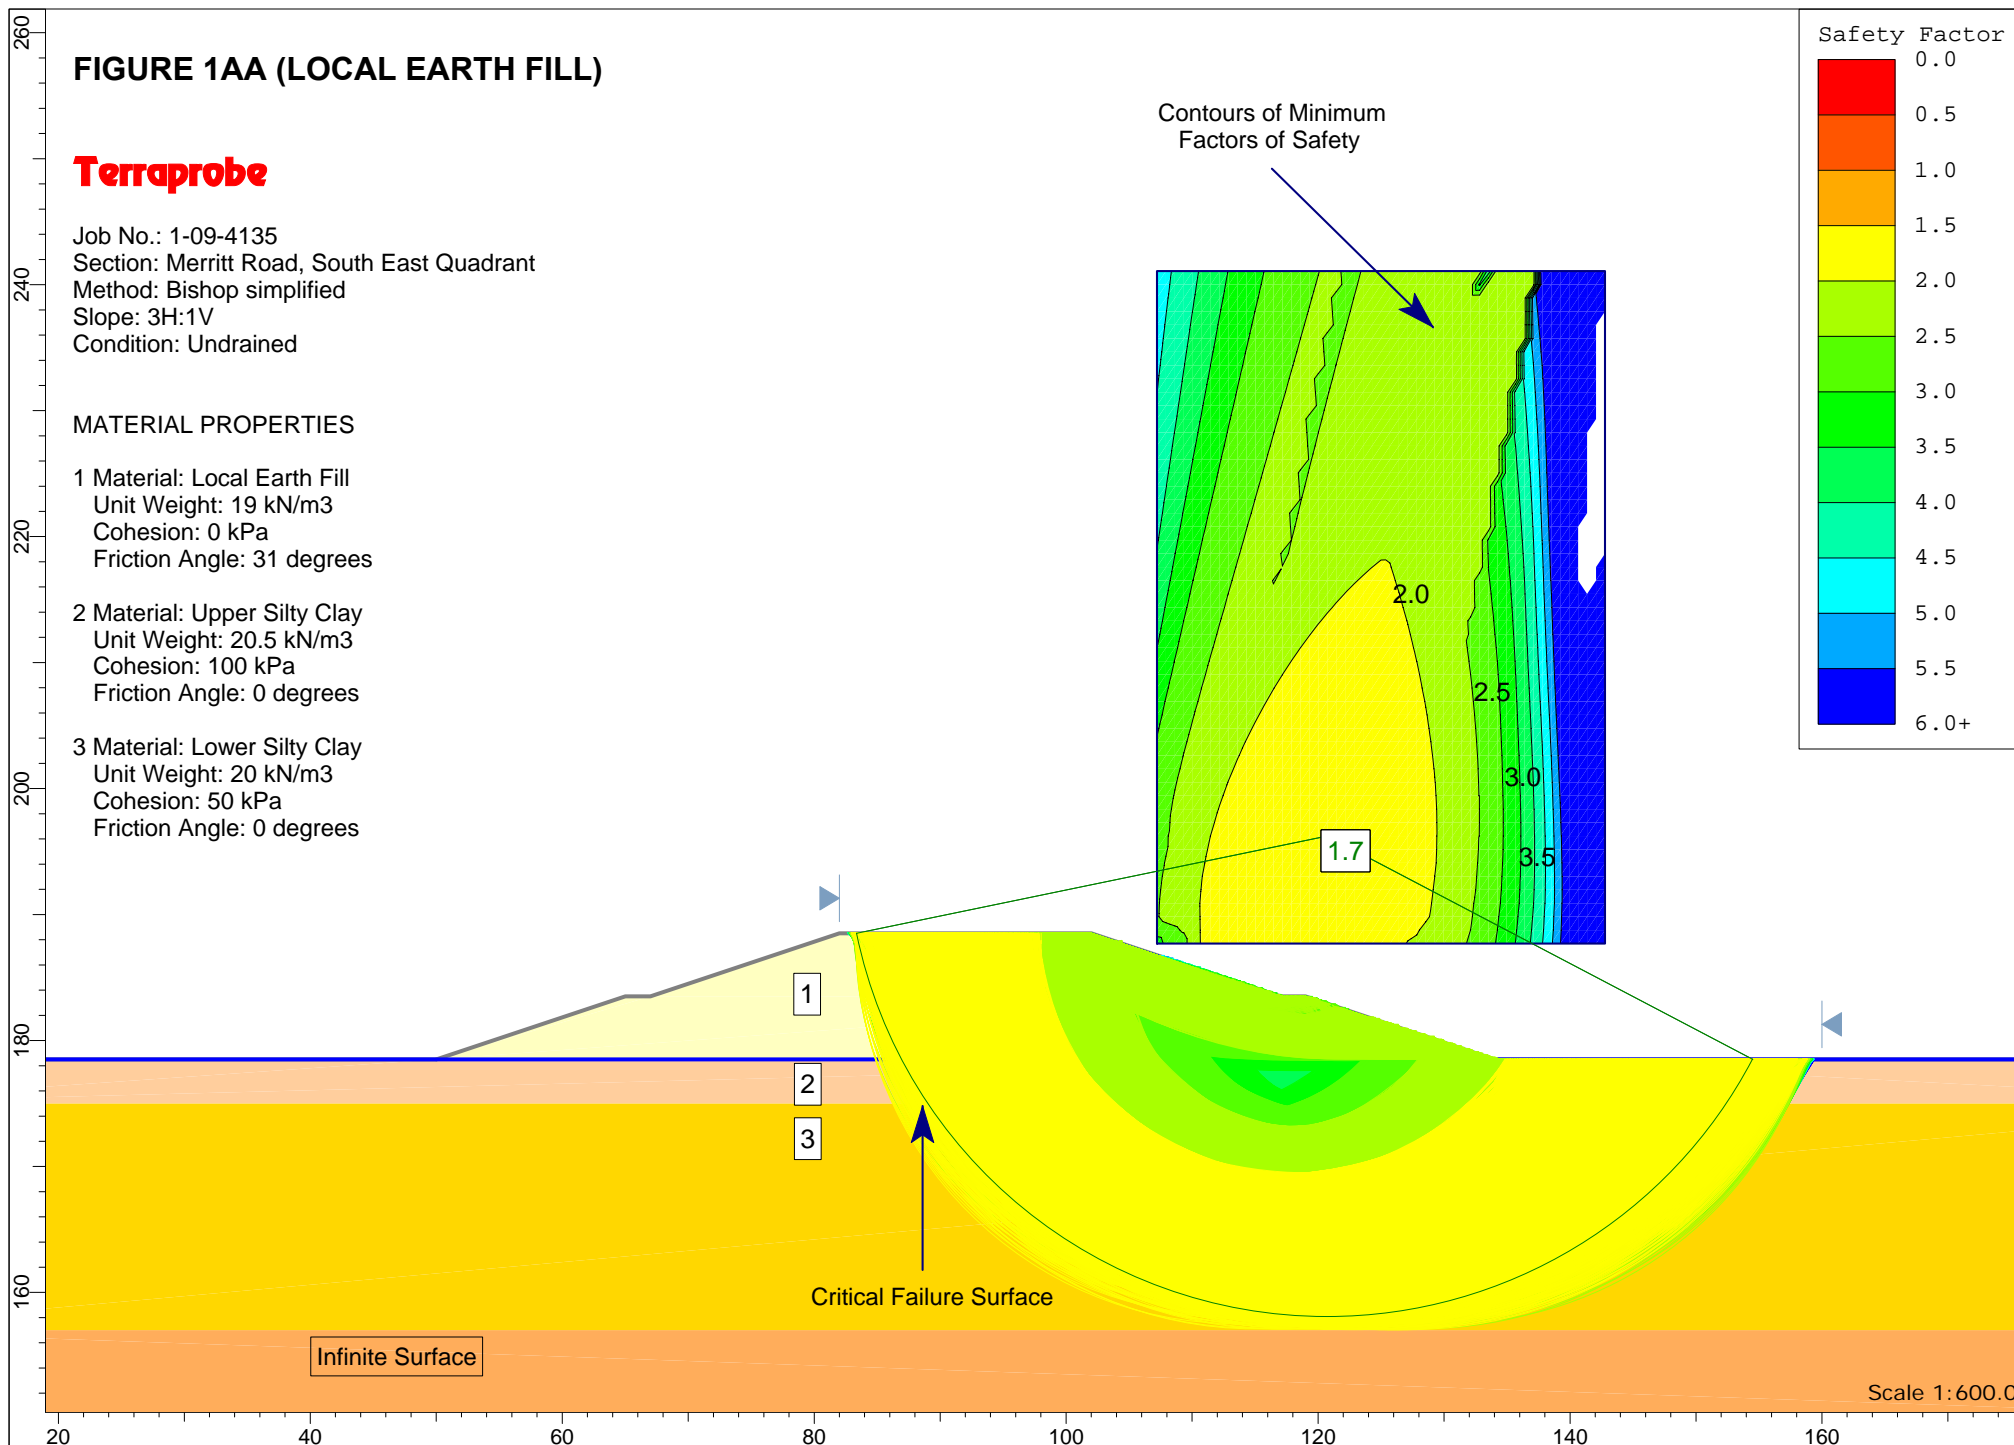 FIGURE 1AA (LOCAL EARTH FILL)
Terraprobe
Job No.: 1-09-4135
Section: Merritt Road, South East Quadrant
Method: Bishop simplified
Slope: 3H:1V
Condition: Undrained
MATERIAL PROPERTIES
1 Material: Local Earth Fill
Unit Weight: 19 kN/m3
Cohesion: 0 kPa
Friction Angle: 31 degrees
2 Material: Upper Silty Clay
Unit Weight: 20.5 kN/m3
Cohesion: 100 kPa
Friction Angle: 0 degrees
3 Material: Lower Silty Clay
Unit Weight: 20 kN/m3
Cohesion: 50 kPa
Friction Angle: 0 degrees
Contours of Minimum
Factors of Safety
Safety Factor
0.0
0.5
1.0
1.5
2.0
2.5
3.0
3.5
4.0
4.5
5.0
5.5
6.0+
2.0
2.5
3.0
3.5
1.7
1
2
3
Critical Failure Surface
Infinite Surface
Scale 1:600.0
260
240
220
200
180
160
20
40
60
80
100
120
140
160